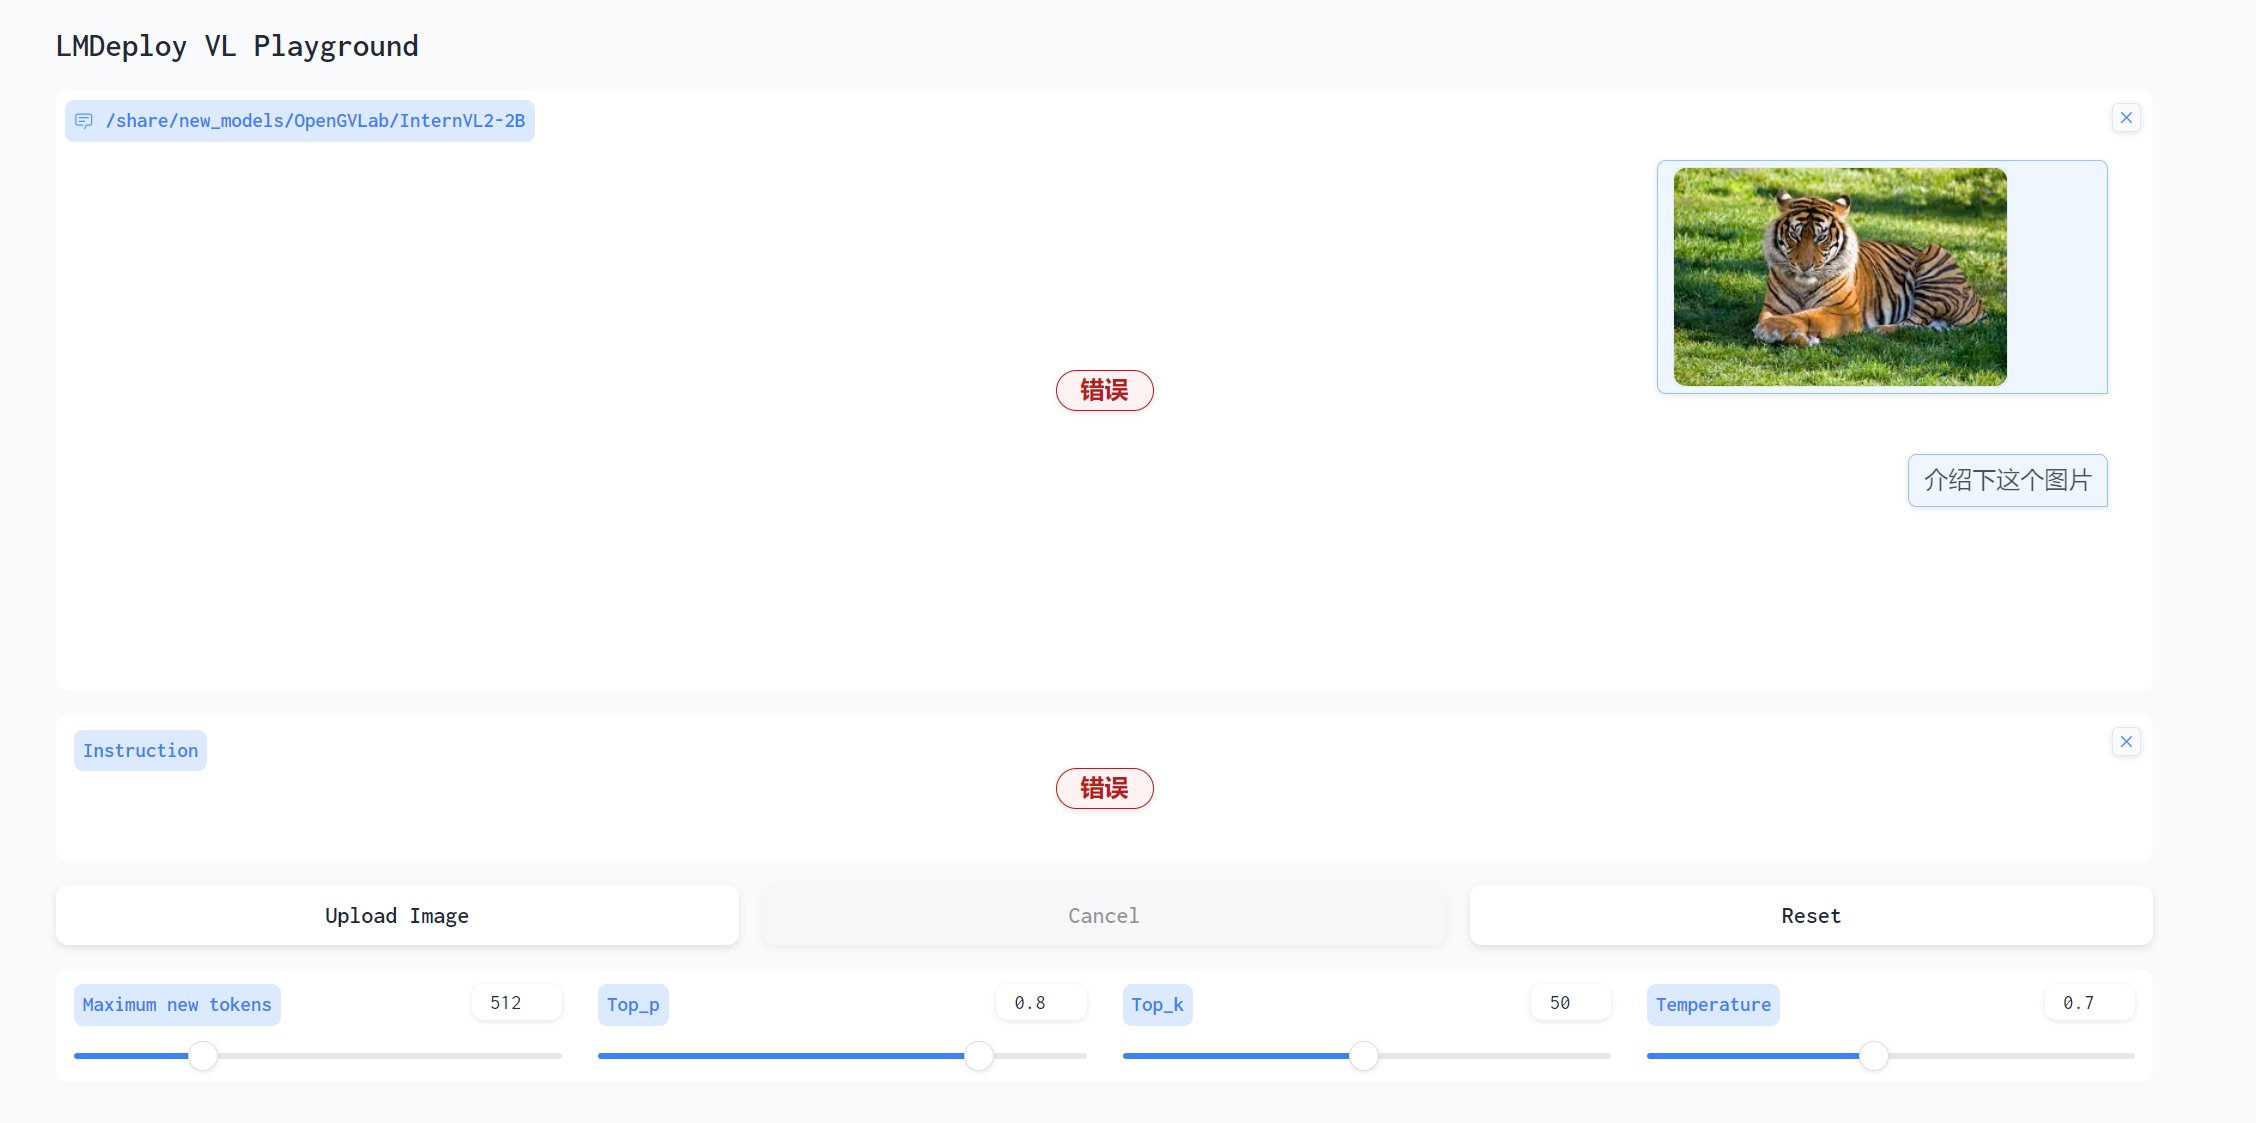 LMDeploy VL Playground
/share/new_models/OpenGVLab/InternVL2-2B
错误
介绍下这个图片
Instruction
错误
Upload Image
Cancel
Reset
Maximum new tokens
512
Top_p
0.8
Top_k
50
Temperature
0.7